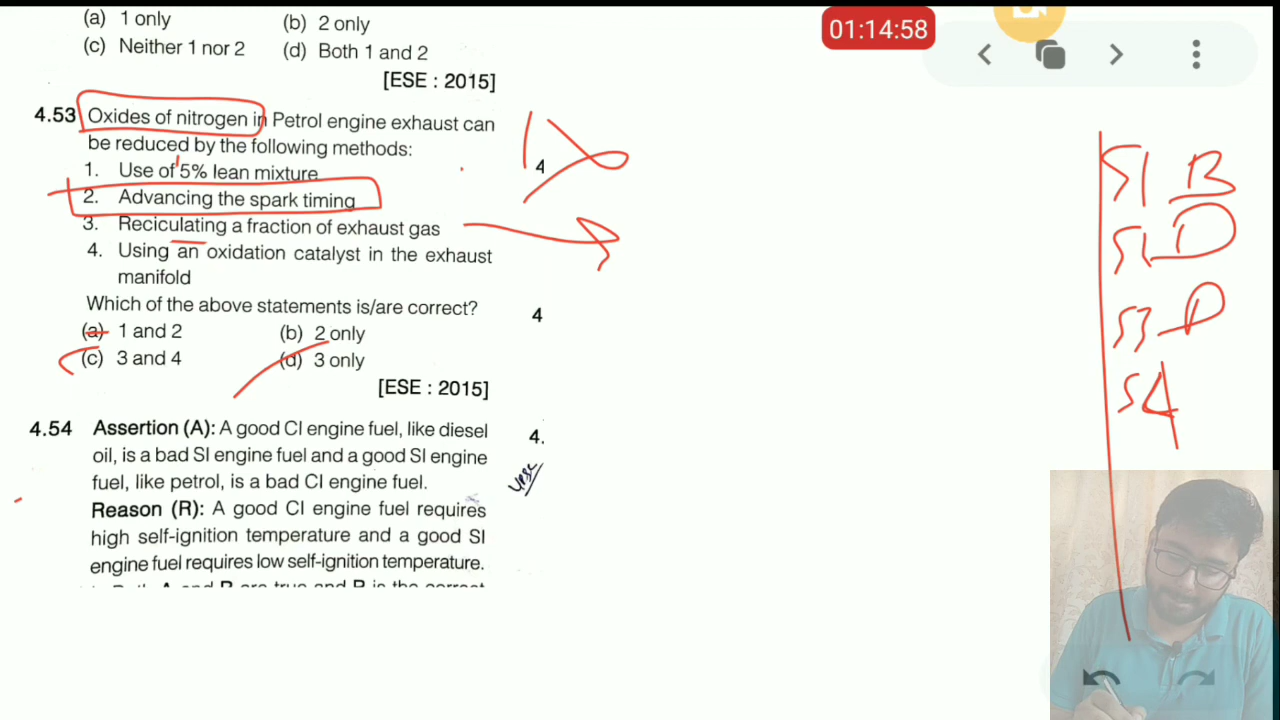 (a) 1 only (b) 2 only
(c) Neither 1 nor 2 (d) Both 1 and 2
[ESE : 2015]
01:14:58
4.53 Oxides of nitrogen in Petrol engine exhaust can
be reduced by the following methods:
1. Use of 5% lean mixture
2. Advancing the spark timing
3. Reciculating a fraction of exhaust gas
4. Using an oxidation catalyst in the exhaust
manifold
Which of the above statements is/are correct?
(a) 1 and 2 (b) 2 only
(c) 3 and 4 (d) 3 only
[ESE : 2015]
4.54 Assertion (A): A good CI engine fuel, like diesel
oil, is a bad SI engine fuel and a good SI engine
fuel, like petrol, is a bad CI engine fuel.
Reason (R): A good CI engine fuel requires
high self-ignition temperature and a good SI
engine fuel requires low self-ignition temperature.
4
4
4.
UPSC
51 B
52 D
53 D
54